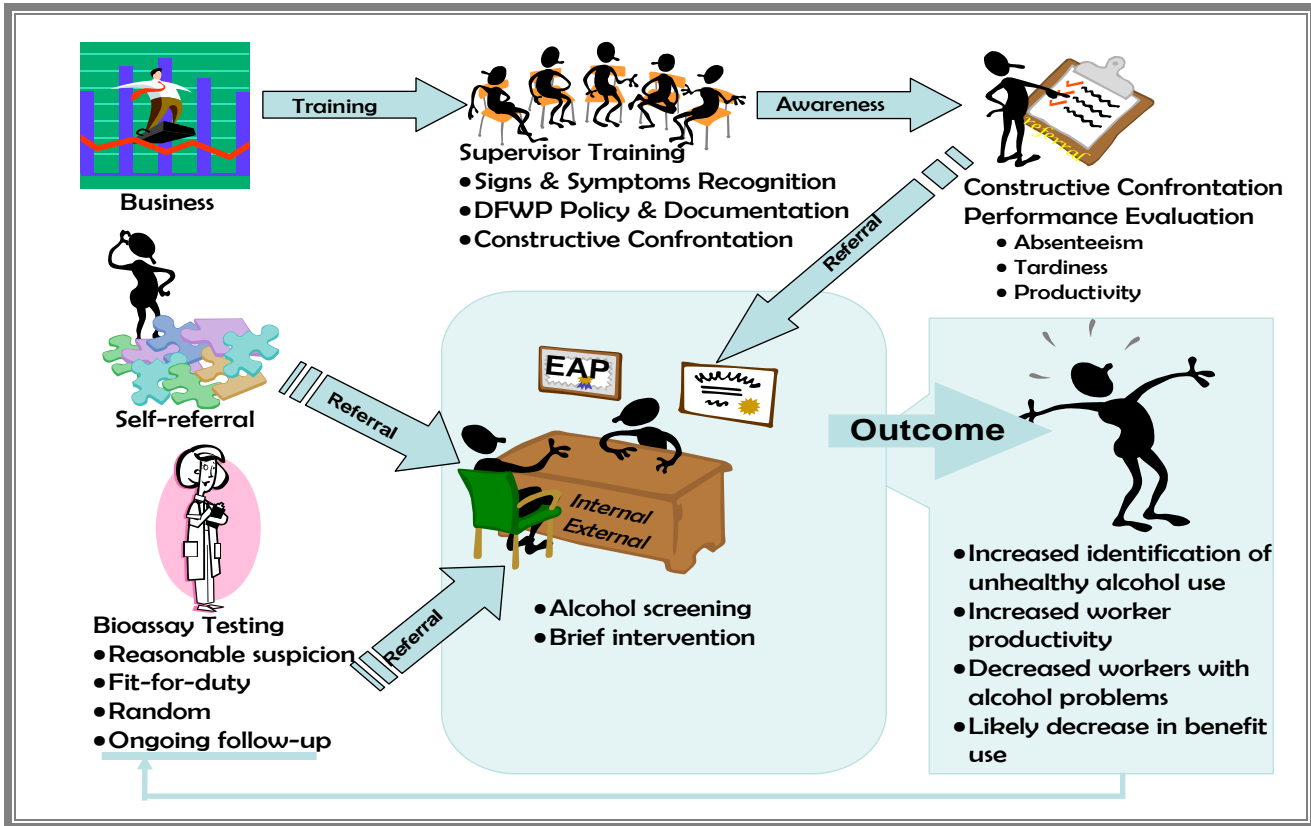 Business
Training
Supervisor Training
•Signs & Symptoms Recognition
•DFWP Policy & Documentation
•Constructive Confrontation
Awareness
referral
Constructive Confrontation
Performance Evaluation
• Absenteeism
• Tardiness
• Productivity
Referral
Self-referral
Referral
Bioassay Testing
•Reasonable suspicion
•Fit-for-duty
•Random
•Ongoing follow-up
Referral
EAP
Internal
External
•Alcohol screening
•Brief intervention
Outcome
•Increased identification of
unhealthy alcohol use
•Increased worker
productivity
•Decreased workers with
alcohol problems
•Likely decrease in benefit
use